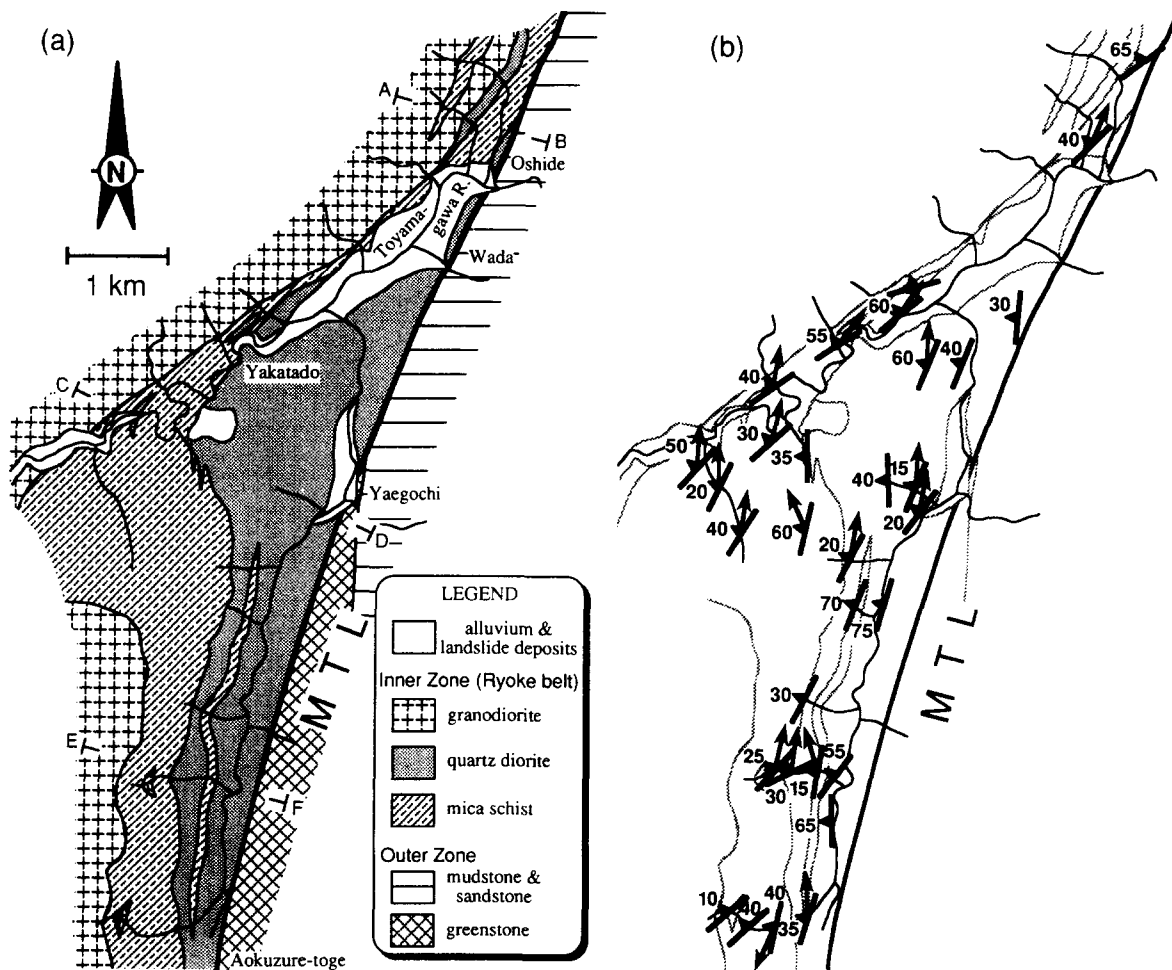 (a)
N
1 km
A
B
Oshide
Toyama-
gawa R.
Wada
Yakatado
C
Yaegochi
D
M T L
E
F
Aokuzure-toge
LEGEND
alluvium &
landslide deposits
Inner Zone (Ryoke belt)
granodiorite
quartz diorite
mica schist
Outer Zone
mudstone &
sandstone
greenstone
(b)
65
40
30
60
55
60
40
40
30
35
50
20
40
15
40
60
20
20
70
75
30
25
55
30
15
65
10
40
40
35
M T L